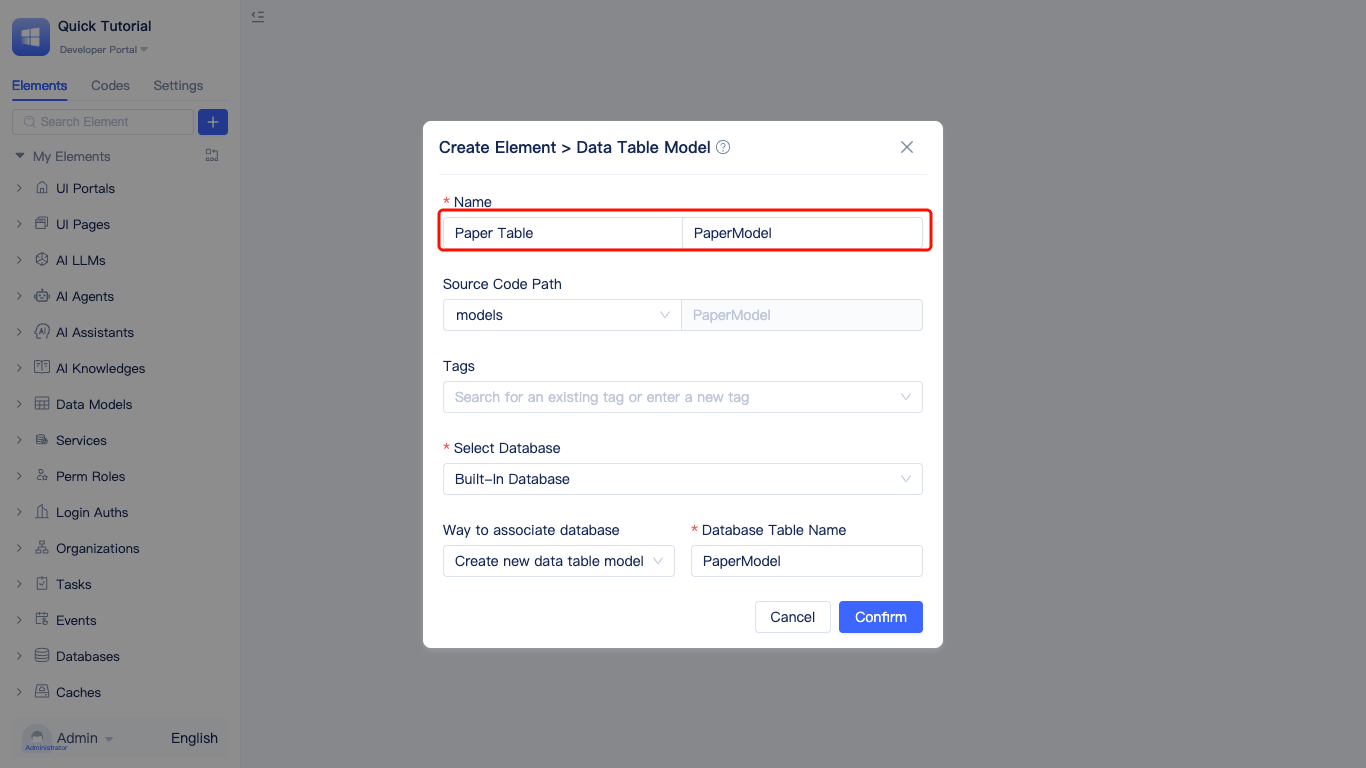 Quick Tutorial
Developer Portal
Elements Codes Settings
Search Element
My Elements
UI Portals
UI Pages
AI LLMs
AI Agents
AI Assistants
AI Knowledges
Data Models
Services
Perm Roles
Login Auths
Organizations
Tasks
Events
Databases
Caches
Admin English
Administrator
Create Element > Data Table Model
* Name
Paper Table PaperModel
Source Code Path
models PaperModel
Tags
Search for an existing tag or enter a new tag
* Select Database
Built-In Database
Way to associate database * Database Table Name
Create new data table model PaperModel
Cancel Confirm